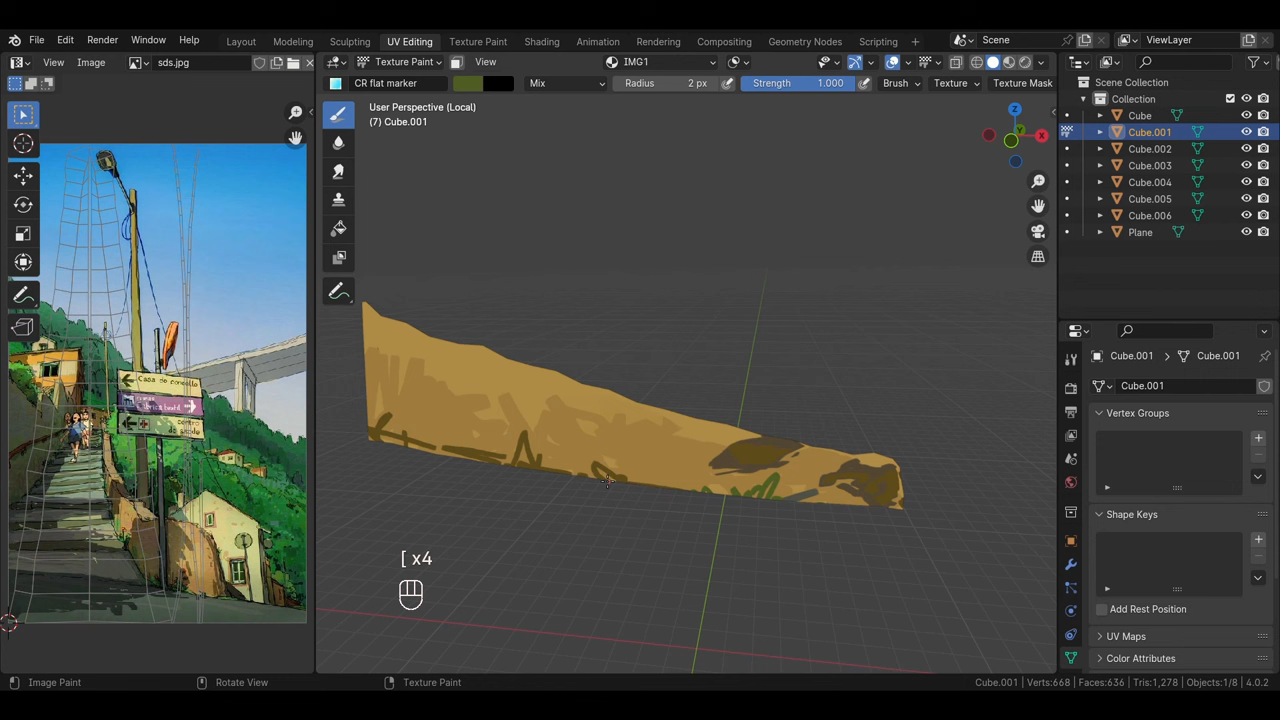 File Edit Render Window Help
Layout Modeling Sculpting UV Editing Texture Paint Shading Animation Rendering Compositing Geometry Nodes Scripting +
Scene
ViewLayer
View Image sds.jpg
Texture Paint View IMG1
CR flat marker Mix Radius 2 px Strength 1.000 Brush Texture Texture Mask
User Perspective (Local)
(7) Cube.001
Z
Y
X
Scene Collection
Collection
Cube
Cube.001
Cube.002
Cube.003
Cube.004
Cube.005
Cube.006
Plane
Cube.001 Cube.001
Cube.001
Vertex Groups
Shape Keys
Add Rest Position
UV Maps
Color Attributes
Casa do concello
[ x4
Image Paint Rotate View Texture Paint
Cube.001 | Verts:668 | Faces:636 | Tris:1,278 | Objects:1/8 | 4.0.2